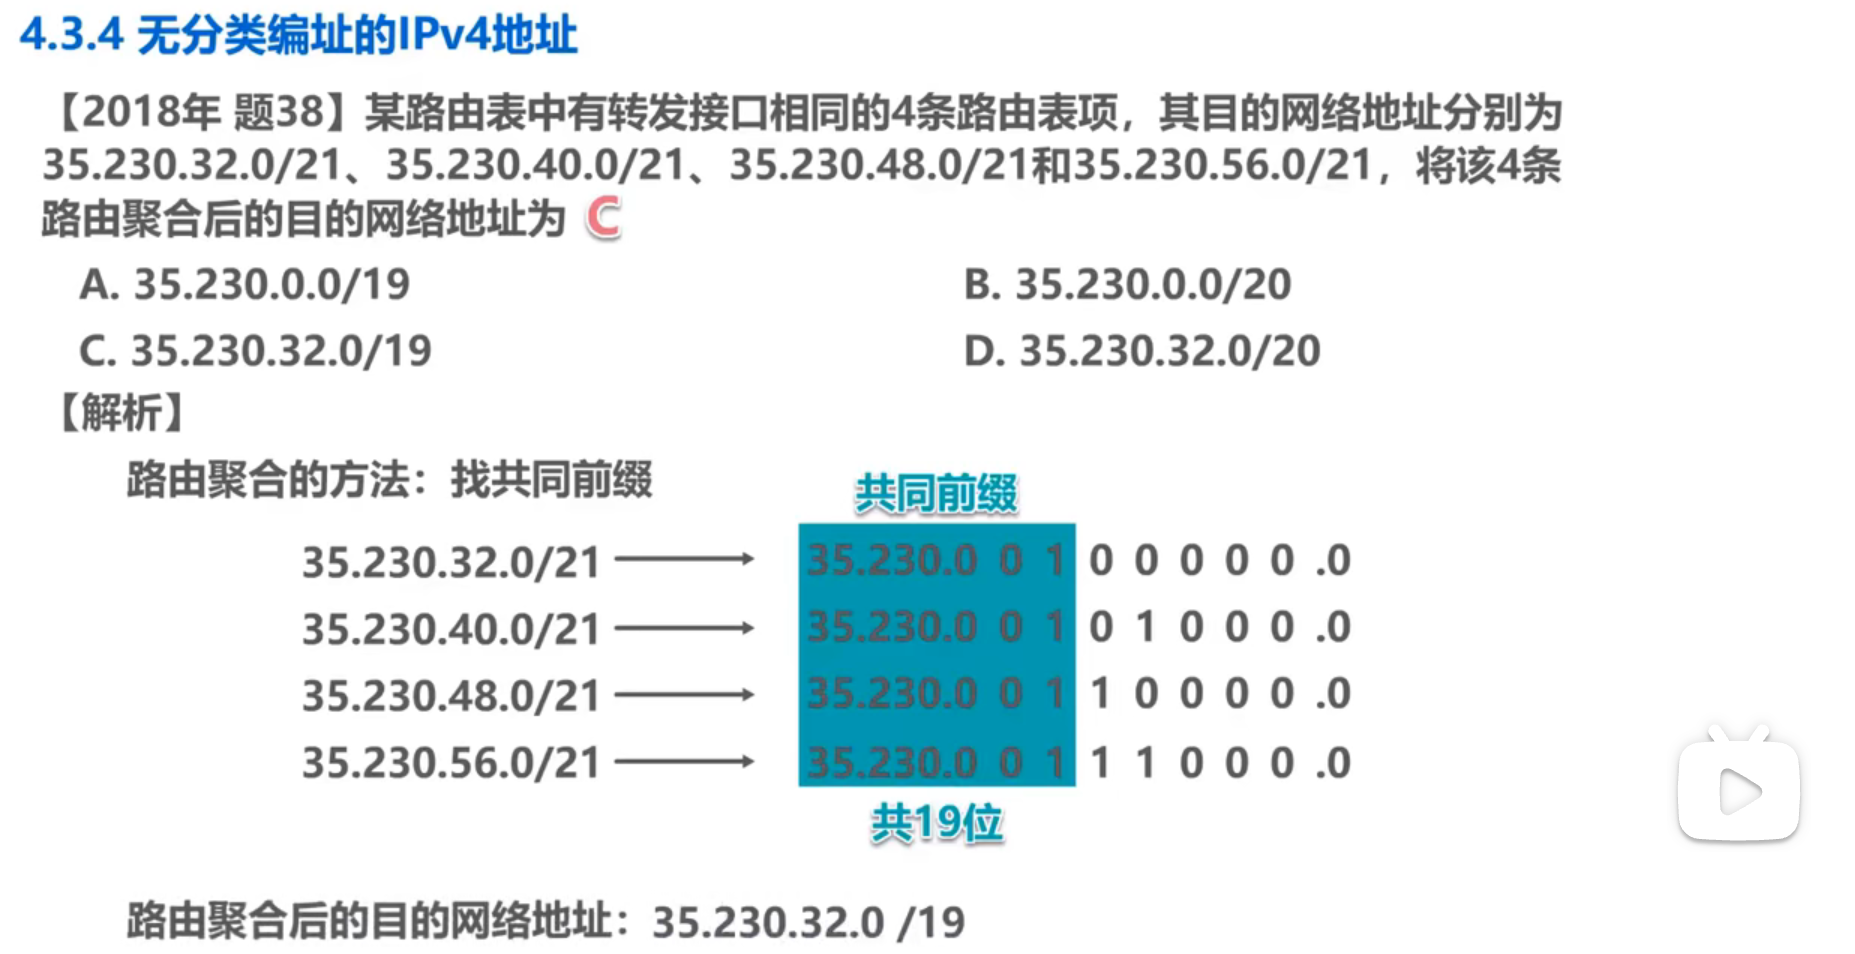 4.3.4 无分类编址的IPv4地址
【2018年 题38】某路由表中有转发接口相同的4条路由表项，其目的网络地址分别为
35.230.32.0/21、35.230.40.0/21、35.230.48.0/21和35.230.56.0/21，将该4条
路由聚合后的目的网络地址为 C
A. 35.230.0.0/19 B. 35.230.0.0/20
C. 35.230.32.0/19 D. 35.230.32.0/20
【解析】
路由聚合的方法：找共同前缀
共同前缀
35.230.32.0/21 35.230.0 0 1 0 0 0 0 0 .0
35.230.40.0/21 35.230.0 0 1 0 1 0 0 0 .0
35.230.48.0/21 35.230.0 0 1 1 0 0 0 0 .0
35.230.56.0/21 35.230.0 0 1 1 1 0 0 0 .0
共19位
路由聚合后的目的网络地址：35.230.32.0 /19